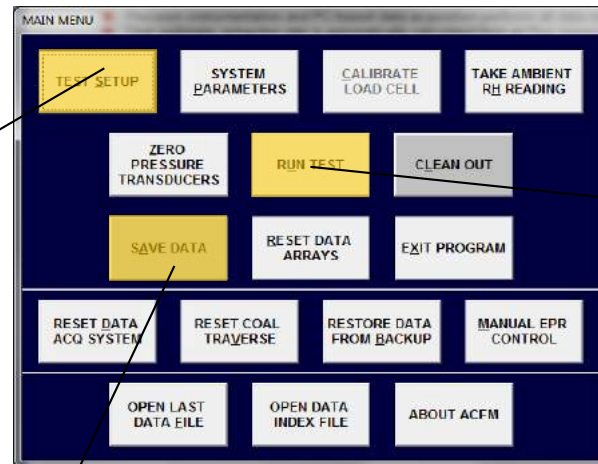 MAIN MENU
TEST SETUP
SYSTEM
PARAMETERS
CALIBRATE
LOAD CELL
TAKE AMBIENT
RH READING
ZERO
PRESSURE
TRANSDUCERS
RUN TEST
CLEAN OUT
SAVE DATA
RESET DATA
ARRAYS
EXIT PROGRAM
RESET DATA
ACQ SYSTEM
RESET COAL
TRAVERSE
RESTORE DATA
FROM BACKUP
MANUAL EPR
CONTROL
OPEN LAST
DATA FILE
OPEN DATA
INDEX FILE
ABOUT ACFM